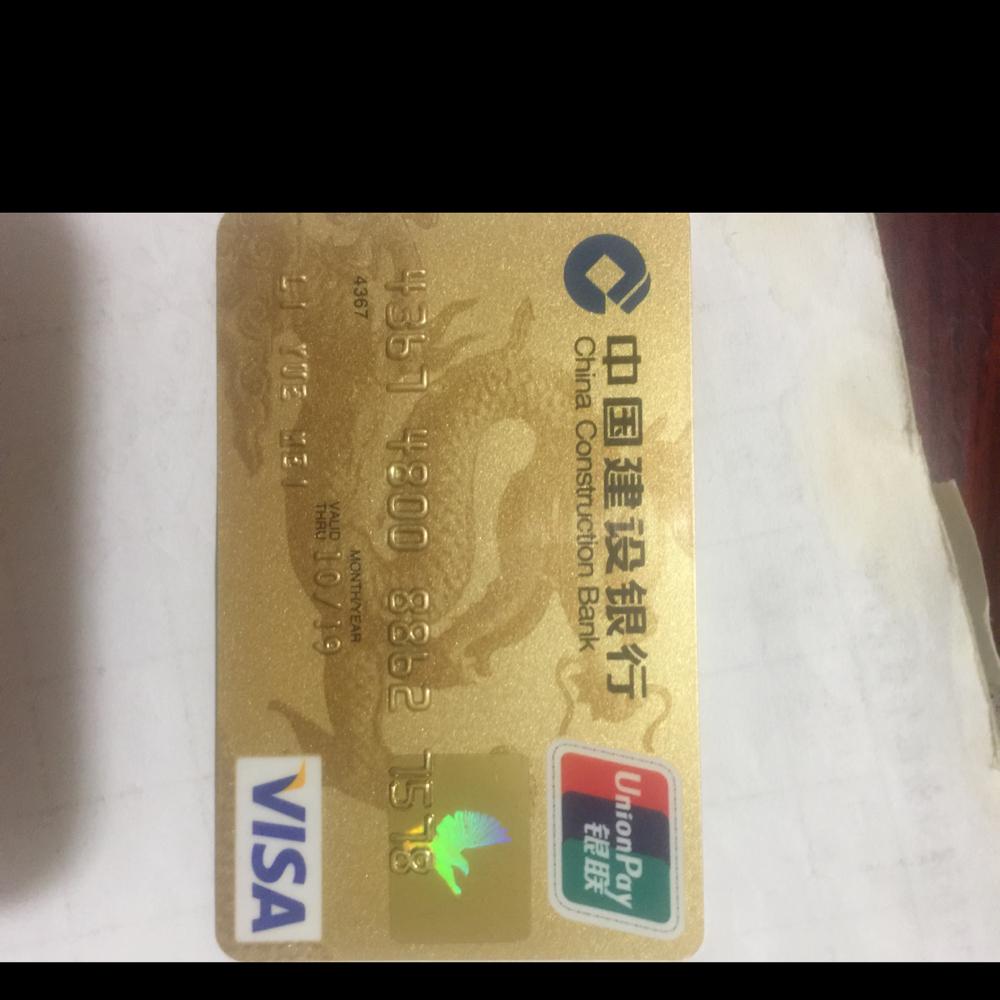 中国建设银行
China Construction Bank
UnionPay
银联
4367 4800 8862 7578
4367
MONTH/YEAR
VALID THRU 10/19
LI YUE MEI
VISA